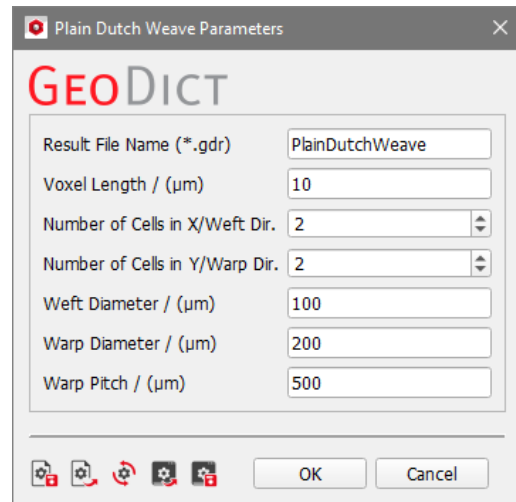 Plain Dutch Weave Parameters
GEODICT
Result File Name (*.gdr) PlainDutchWeave
Voxel Length / (µm) 10
Number of Cells in X/Weft Dir. 2
Number of Cells in Y/Warp Dir. 2
Weft Diameter / (µm) 100
Warp Diameter / (µm) 200
Warp Pitch / (µm) 500
OK Cancel